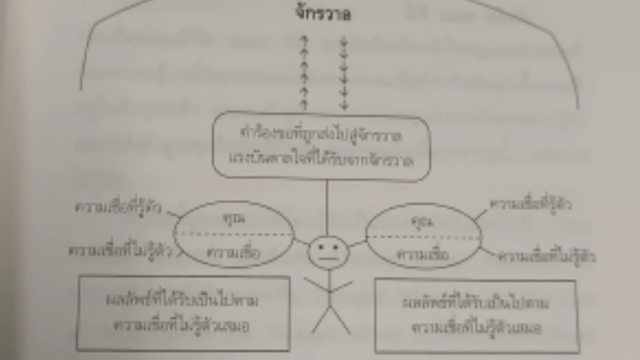 จักรวาล
คำร้องขอที่ถูกส่งไปสู่จักรวาล
แรงบันดาลใจที่ได้รับจากจักรวาล
ความเชื่อที่รู้ตัว
คุณ
คุณ
ความเชื่อที่รู้ตัว
ความเชื่อที่ไม่รู้ตัว
ความเชื่อ
ความเชื่อ
ความเชื่อที่ไม่รู้ตัว
ผลลัพธ์ที่ได้รับเป็นไปตาม
ความเชื่อที่ไม่รู้ตัวเสมอ
ผลลัพธ์ที่ได้รับเป็นไปตาม
ความเชื่อที่ไม่รู้ตัวเสมอ